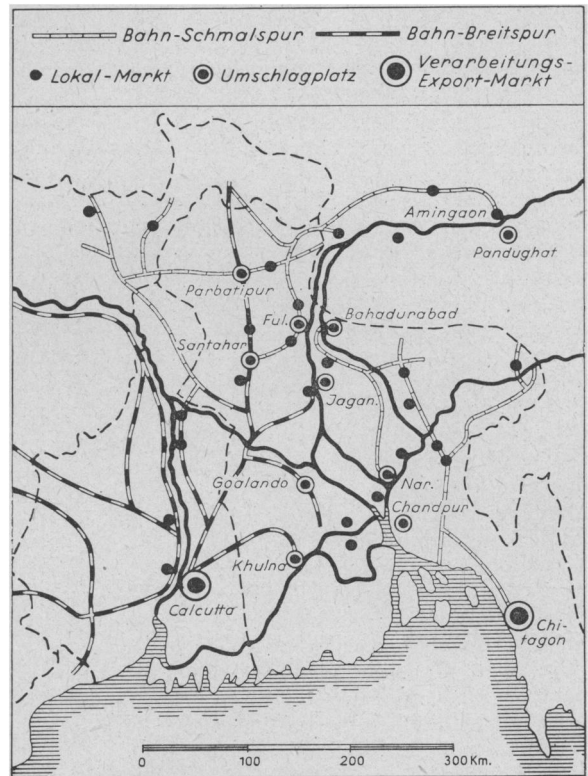 Bahn-Schmalspur Bahn-Breitspur
Lokal-Markt Umschlagplatz Verarbeitungs-
Export-Markt
Amingaon
Pandughat
Parbatipur
Ful. Bahadurabad
Santahar
Jagan.
Nar.
Goalando
Chandpur
Khulna
Calcutta
Chi-
tagon
0 100 200 300 Km.